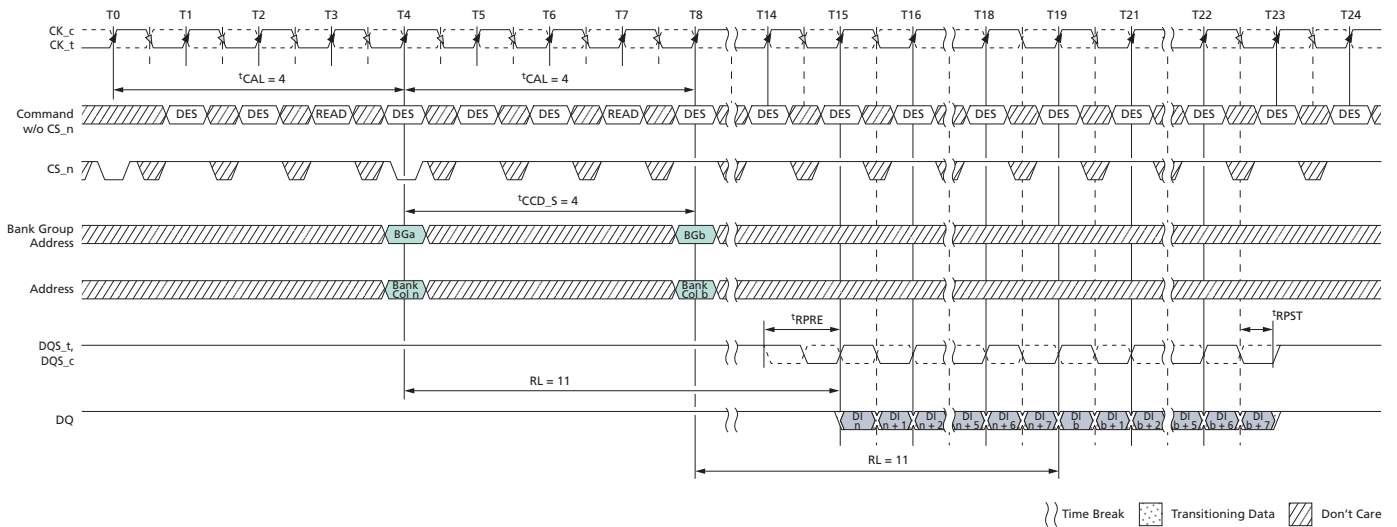 T0 T1 T2 T3 T4 T5 T6 T7 T8 T14 T15 T16 T18 T19 T21 T22 T23 T24
CK_c
CK_t
tCAL = 4 tCAL = 4
Command
w/o CS_n
DES DES READ DES DES DES READ DES DES DES DES DES DES DES DES DES DES
CS_n
tCCD_S = 4
Bank Group
Address
BGa BGb
Address
Bank
Col n
Bank
Col b
tRPRE tRPST
DQS_t,
DQS_c
RL = 11
DQ
DI
n
DI
n + 1
DI
n + 2
DI
n + 5
DI
n + 6
DI
n + 7
DI
b
DI
b + 1
DI
b + 2
DI
b + 5
DI
b + 6
DI
b + 7
RL = 11
Time Break Transitioning Data Don't Care